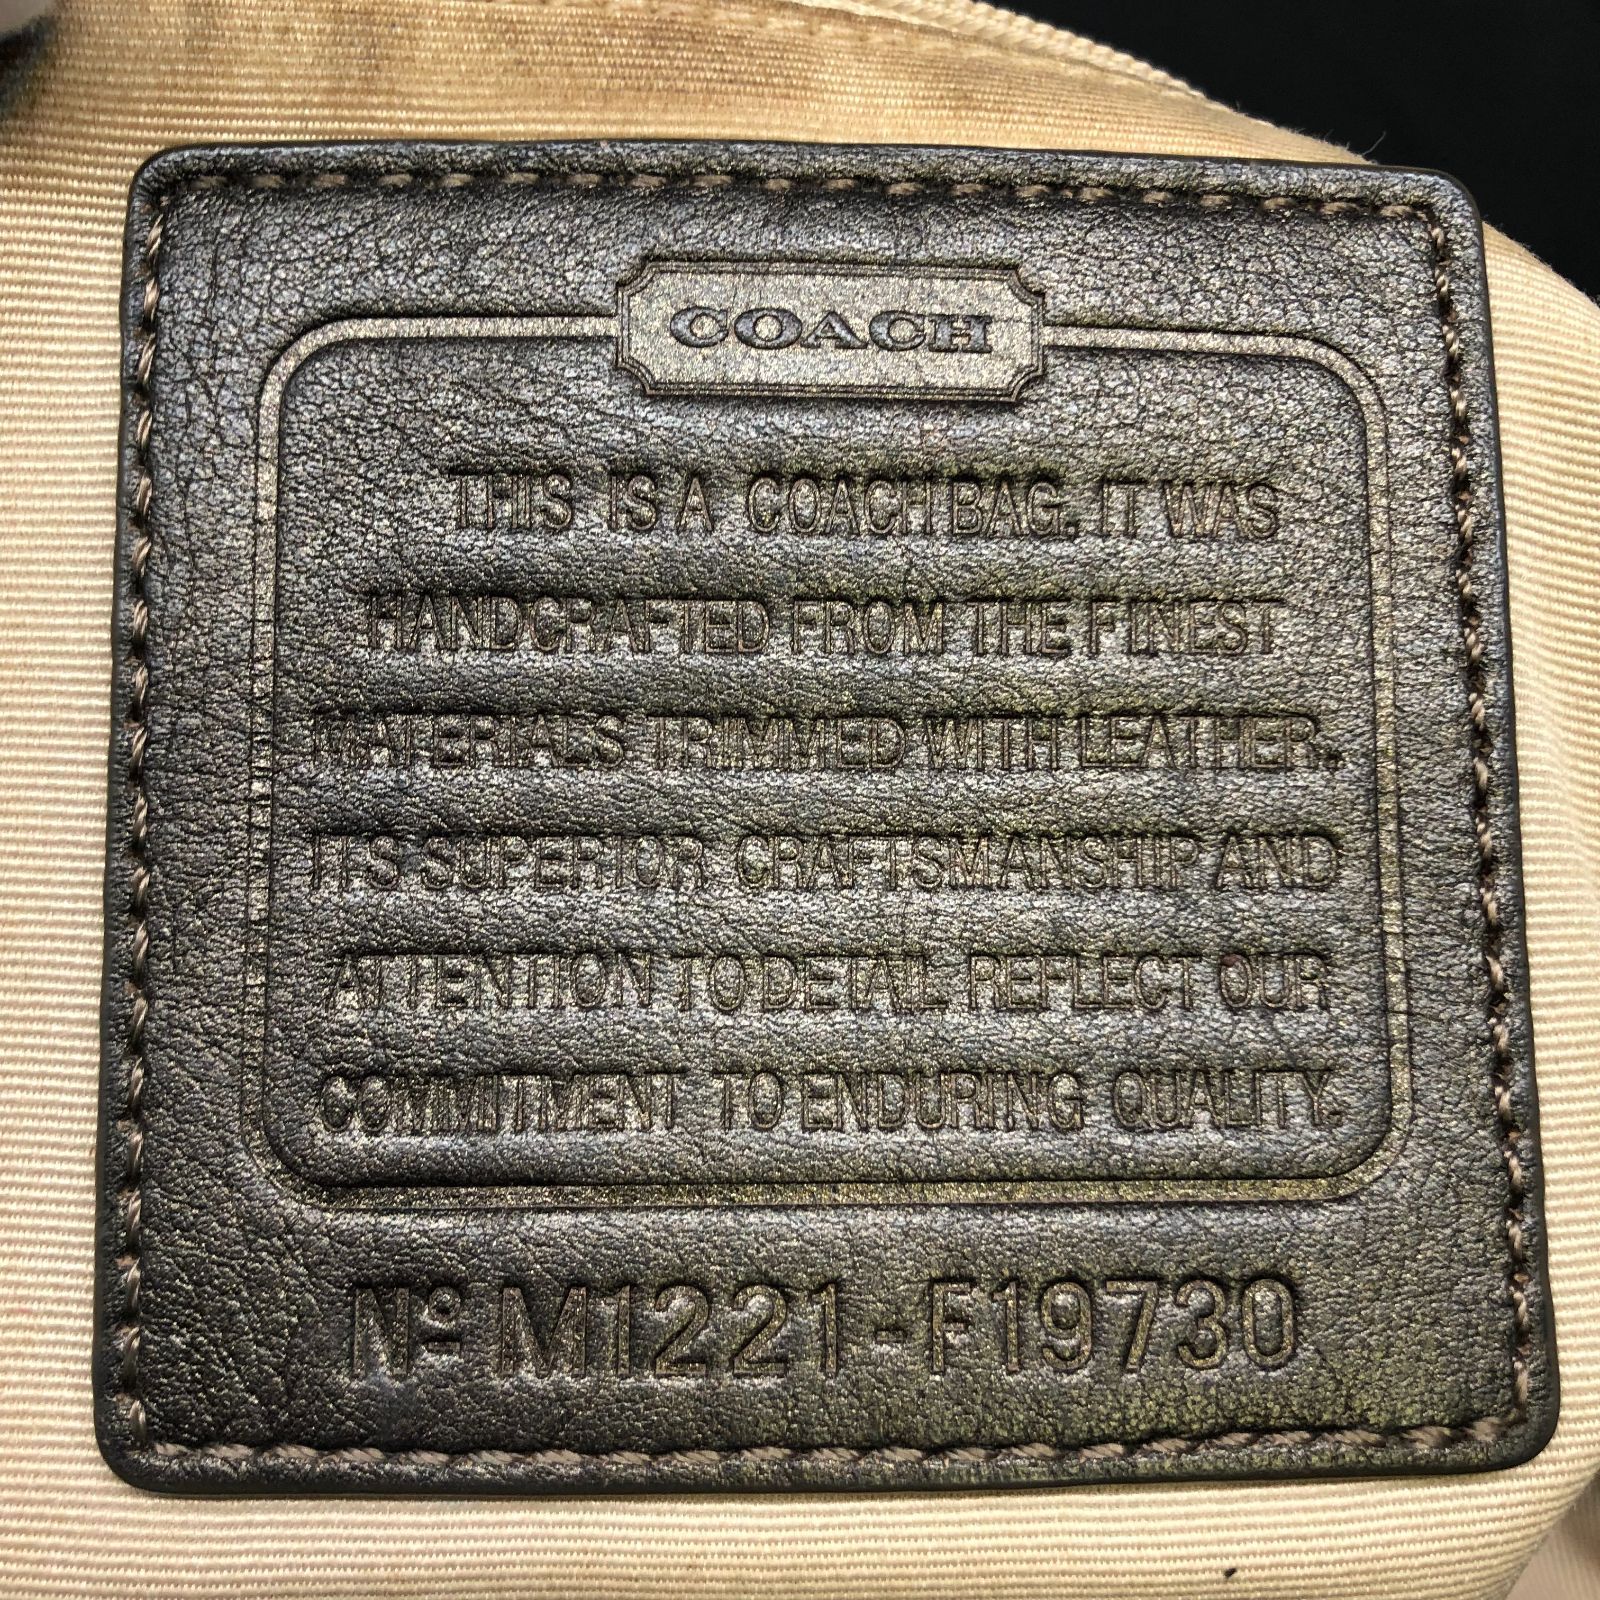 COACH
THIS IS A COACH BAG. IT WAS
HANDCRAFTED FROM THE FINEST
MATERIALS TRIMMED WITH LEATHER.
ITS SUPERIOR CRAFTSMANSHIP AND
ATTENTION TO DETAIL REFLECT OUR
COMMITMENT TO ENDURING QUALITY.
Nº M1221-F19730